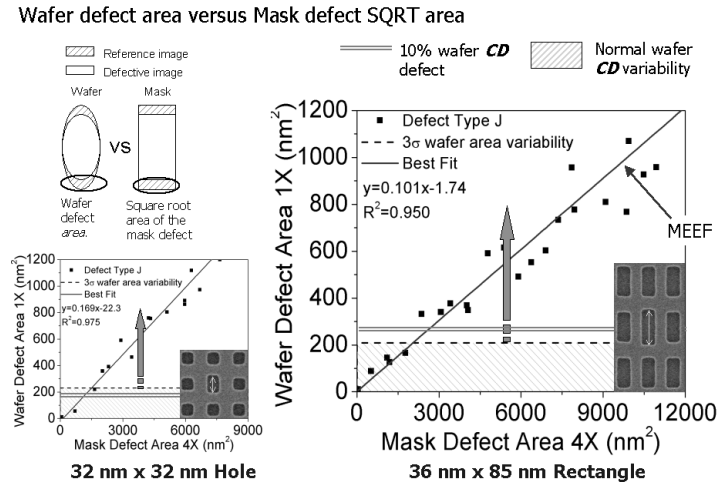 Wafer defect area versus Mask defect SQRT area
Reference image
Defective image
Wafer
Mask
VS
Wafer
defect
area.
Square root
area of the
mask defect
10% wafer CD
defect
Normal wafer
CD variability
Wafer Defect Area 1X (nm²)
1200
1000
800
600
400
200
0
Defect Type J
3σ wafer area variability
Best Fit
y=0.169x-22.3
R²=0.975
0
3000
6000
9000
Mask Defect Area 4X (nm²)
32 nm x 32 nm Hole
Wafer Defect Area 1X (nm²)
1200
1000
800
600
400
200
0
Defect Type J
3σ wafer area variability
Best Fit
y=0.101x-1.74
R²=0.950
MEEF
0
3000
6000
9000
12000
Mask Defect Area 4X (nm²)
36 nm x 85 nm Rectangle